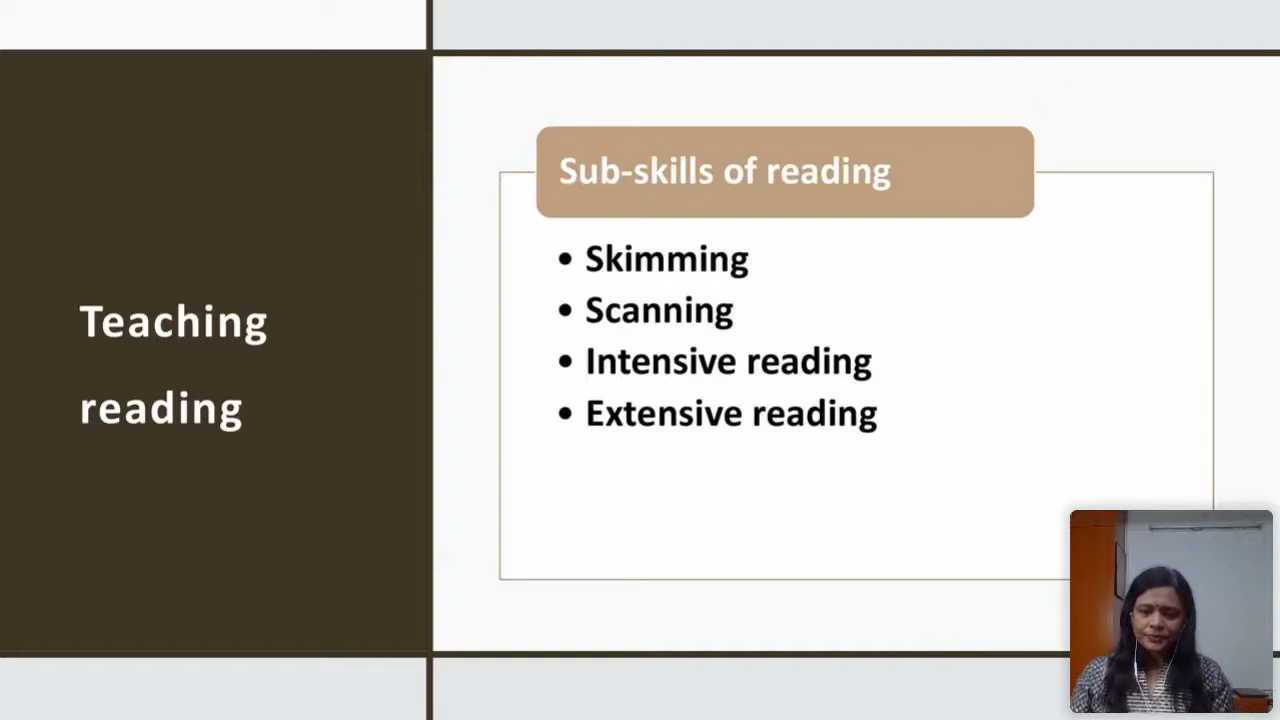 Teaching
reading
Sub-skills of reading
• Skimming
• Scanning
• Intensive reading
• Extensive reading